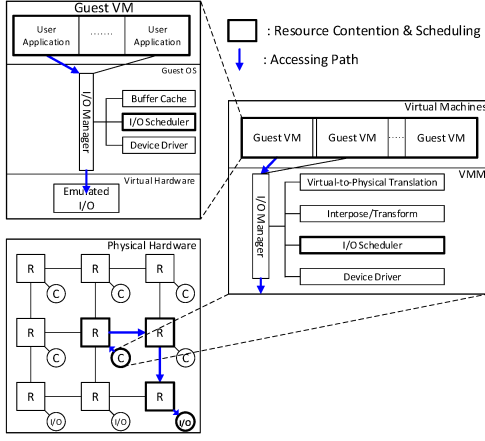 Guest VM
User
Application
........
User
Application
Guest OS
I/O Manager
Buffer Cache
I/O Scheduler
Device Driver
Virtual Hardware
Emulated
I/O
: Resource Contention & Scheduling
: Accessing Path
Virtual Machines
Guest VM
Guest VM
......
Guest VM
VMM
I/O Manager
Virtual-to-Physical Translation
Interpose/Transform
I/O Scheduler
Device Driver
Physical Hardware
R
R
R
C
C
C
R
R
R
C
C
C
R
R
R
I/O
I/O
I/O